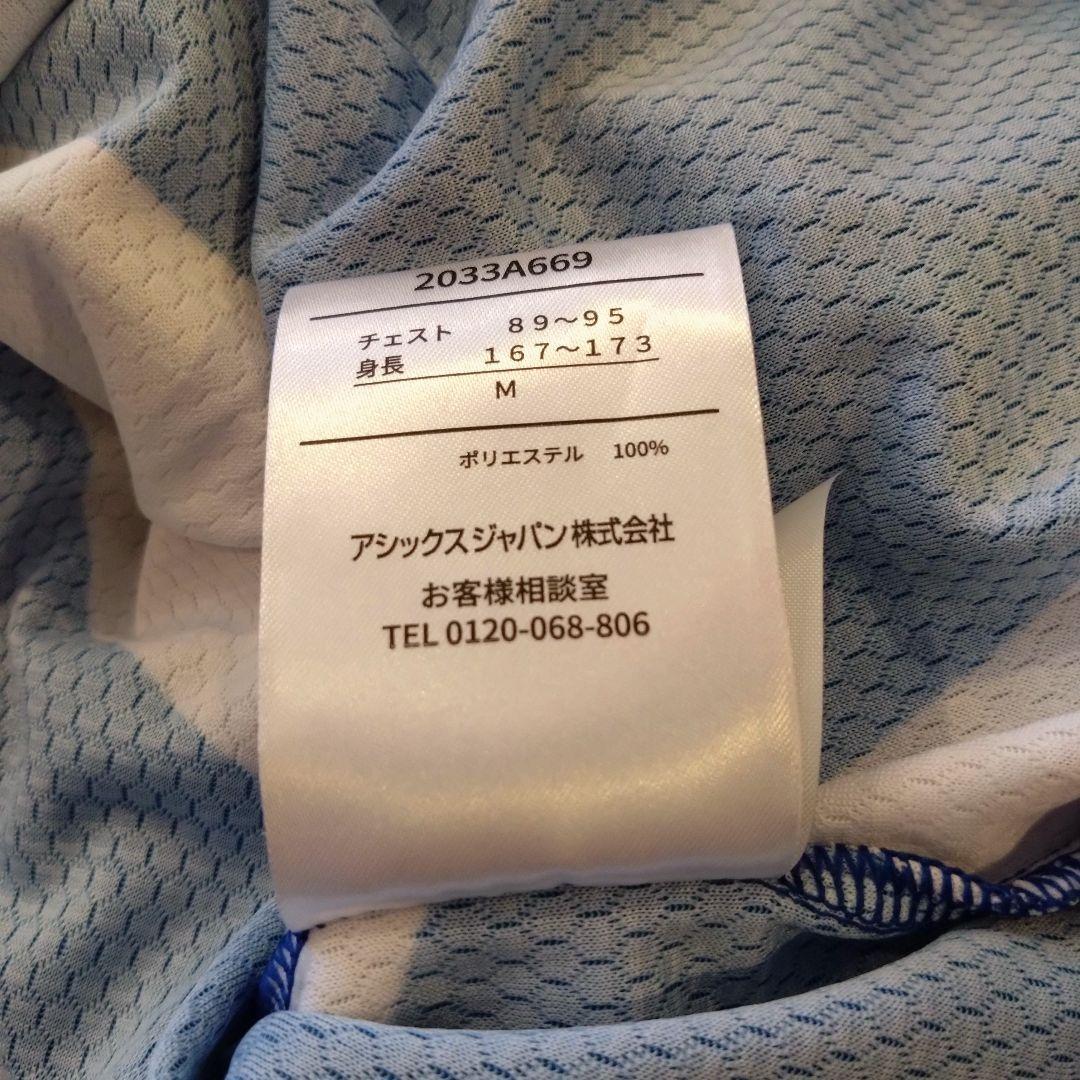 2033A669
チェスト 89～95
身長 167～173
M
ポリエステル 100%
アシックスジャパン株式会社
お客様相談室
TEL 0120-068-806